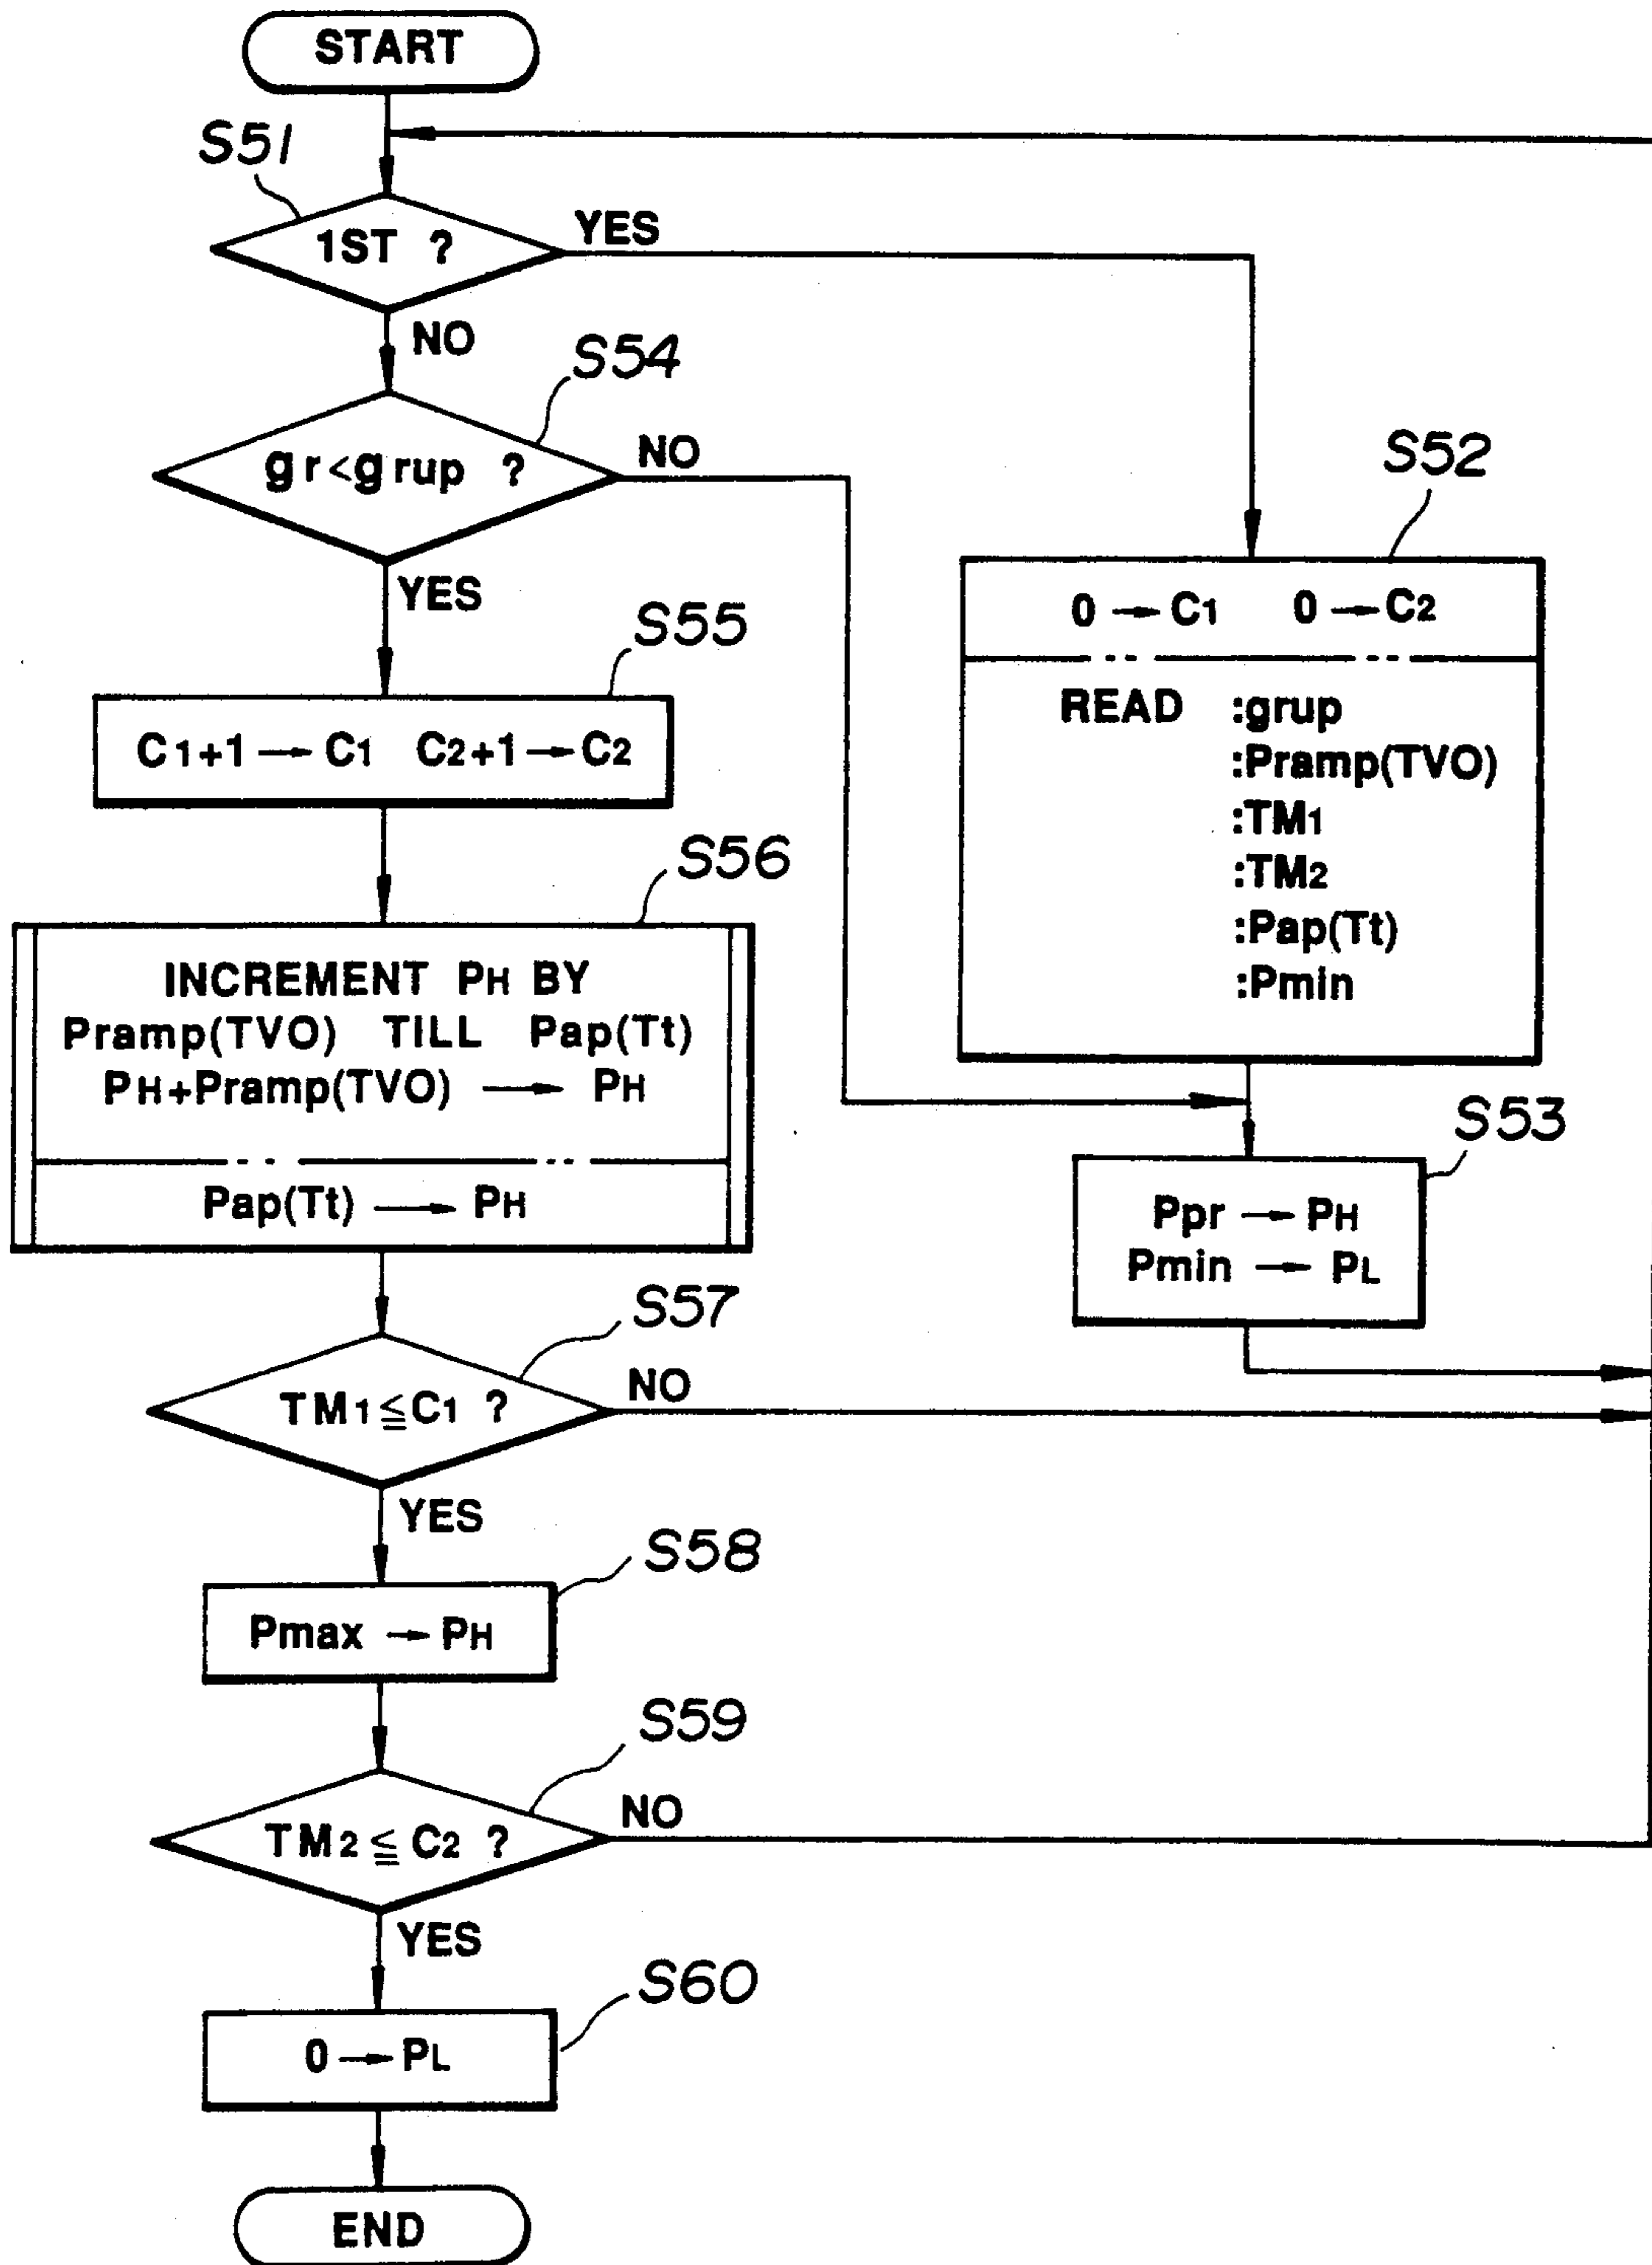 START
S51
1ST ?
YES
NO
S54
gr<grup ?
NO
YES
S52
0→C1 0→C2
READ :grup
:Pramp(TVO)
:TM1
:TM2
:Pap(Tt)
:Pmin
S55
C1+1→C1 C2+1→C2
S56
INCREMENT PH BY
Pramp(TVO) TILL Pap(Tt)
PH+Pramp(TVO) → PH
Pap(Tt) → PH
S53
Ppr → PH
Pmin → PL
S57
TM1≦C1 ?
NO
YES
S58
Pmax → PH
S59
TM2≦C2 ?
NO
YES
S60
0→PL
END